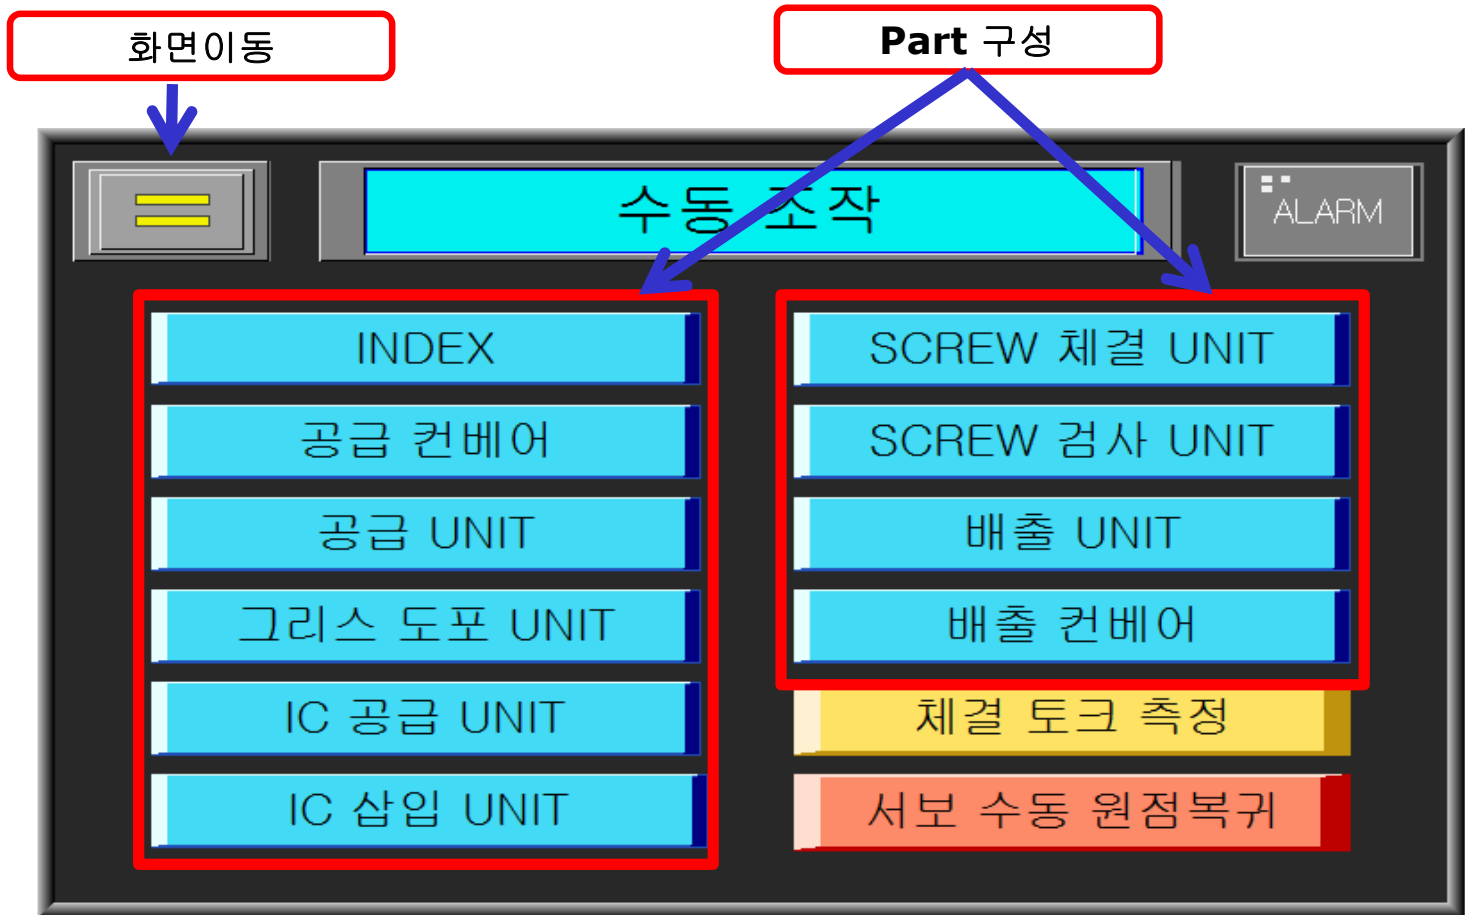 화면이동
Part 구성
수동 조작
ALARM
INDEX
공급 컨베어
공급 UNIT
그리스 도포 UNIT
IC 공급 UNIT
IC 삽입 UNIT
SCREW 체결 UNIT
SCREW 검사 UNIT
배출 UNIT
배출 컨베어
체결 토크 측정
서보 수동 원점복귀